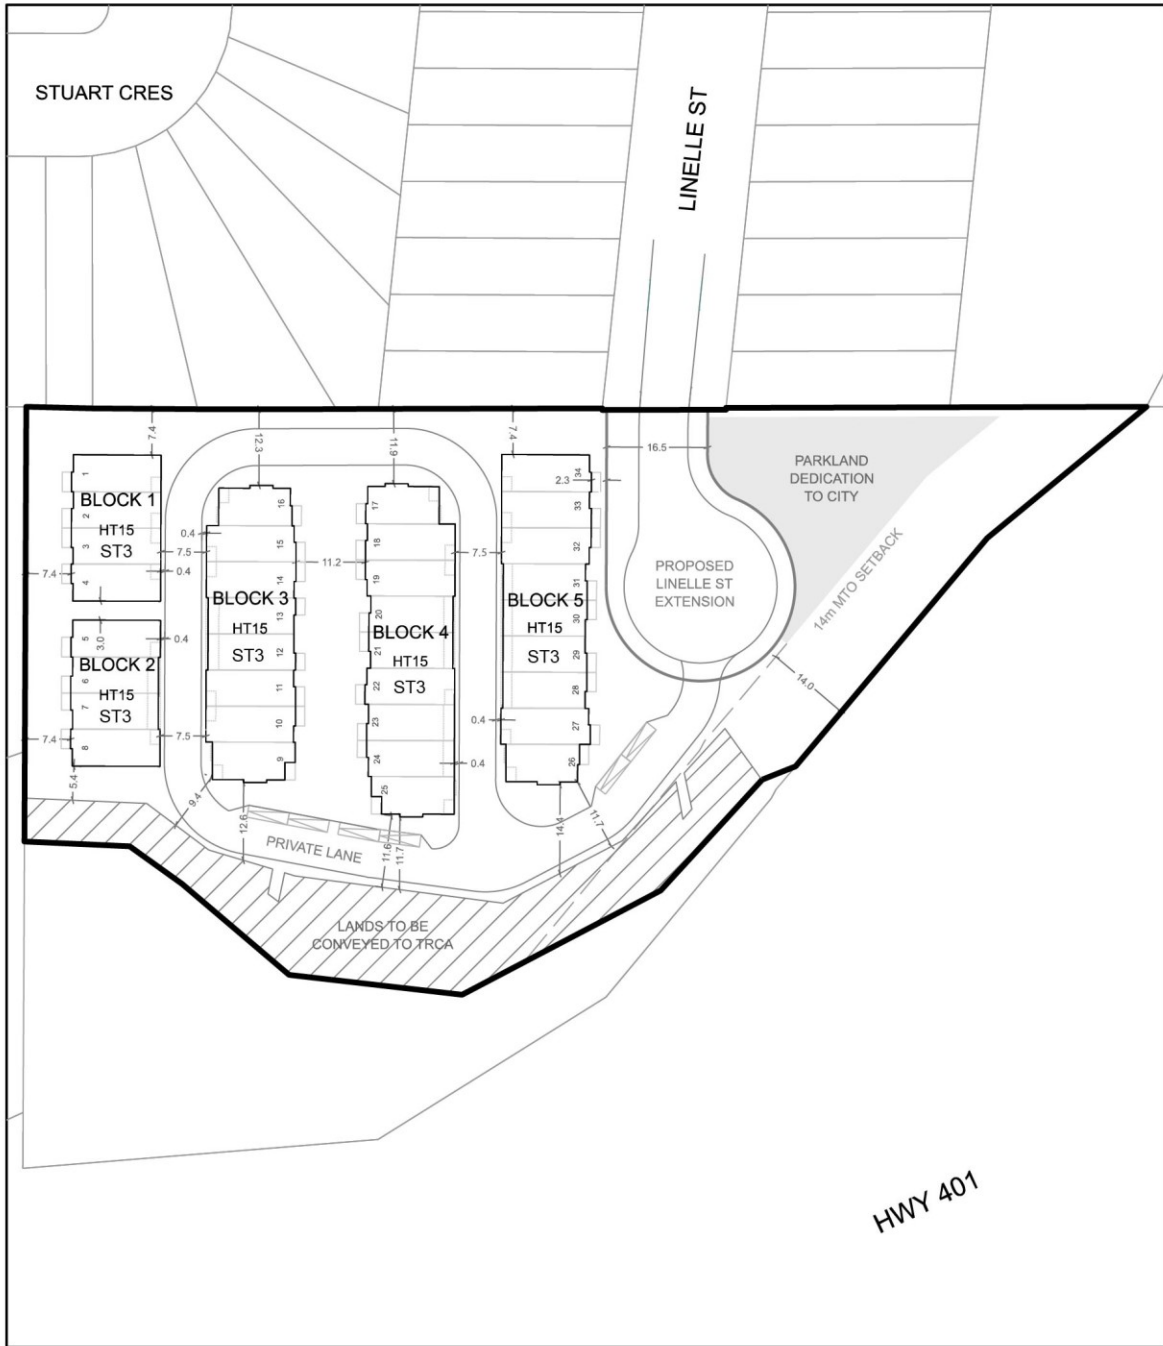 STUART CRES
LINELLE ST
7.4
12.3
11.9
7.4
16.5
PARKLAND
DEDICATION
TO CITY
1
BLOCK 1
2
HT15
3
ST3
4
7.4
0.4
7.5
0.4
16
15
14
BLOCK 3
13
HT15
12
ST3
11
10
9
11.2
17
18
19
20
BLOCK 4
21
HT15
22
ST3
23
24
25
7.5
2.3
34
33
32
31
BLOCK 5
30
HT15
29
ST3
28
27
26
PROPOSED
LINELLE ST
EXTENSION
14m MTO SETBACK
14.0
3.0
5
0.4
BLOCK 2
6
HT15
7
ST3
8
7.4
7.5
5.4
9.4
12.6
0.4
0.4
11.6
11.7
14.4
11.7
PRIVATE LANE
LANDS TO BE
CONVEYED TO TRCA
HWY 401